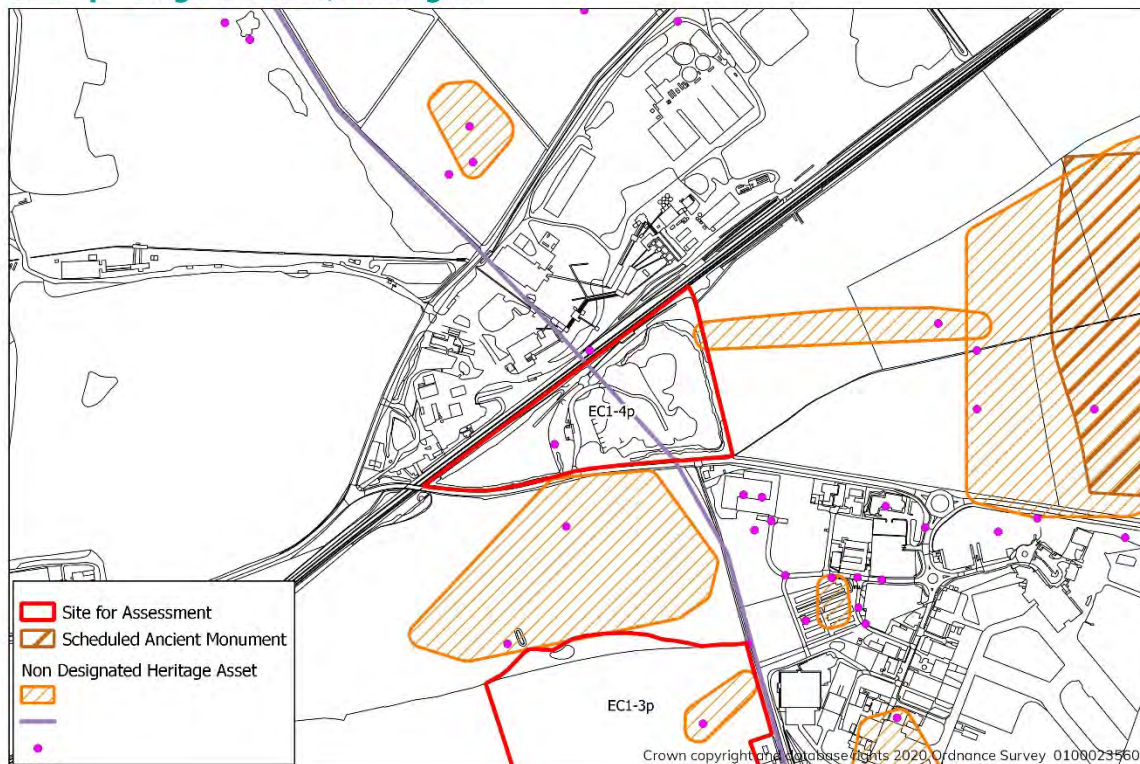 EC1-4p
EC1-3p
Site for Assessment
Scheduled Ancient Monument
Non Designated Heritage Asset
Crown copyright and database rights 2020 Ordnance Survey 0100023560